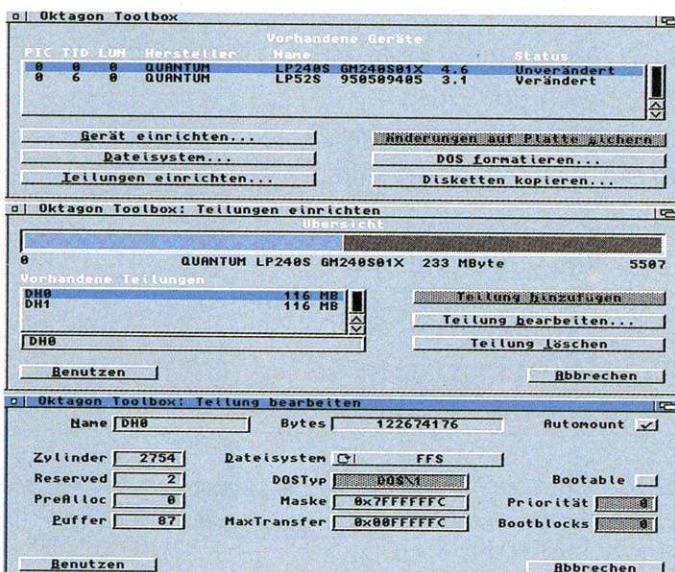 Oktagon Toolbox
Vorhandene Geräte
PIC TID LUN Hersteller Name Status
0 0 0 QUANTUM LP240S GM240S01X 4.6 Unverändert
0 6 0 QUANTUM LP52S 950509405 3.1 Verändert
Gerät einrichten... Änderungen auf Platte sichern
Dateisystem... DOS formatieren...
Teilungen einrichten... Disketten kopieren...
Oktagon Toolbox: Teilungen einrichten
Übersicht
0 QUANTUM LP240S GM240S01X 233 MByte 5507
Vorhandene Teilungen
DH0 116 MB Teilung hinzufügen
DH1 116 MB Teilung bearbeiten...
DH0 Teilung löschen
Benutzen Abbrechen
Oktagon Toolbox: Teilung bearbeiten
Name DH0 Bytes 122674176 Automount
Zylinder 2754 Dateisystem FFS
Reserved 2 DOSTyp DOS\1 Bootable
PreAlloc 0 Maske 0x7FFFFFFC Priorität 0
Puffer 87 MaxTransfer 0x00FFFFFC Bootblocks 0
Benutzen Abbrechen